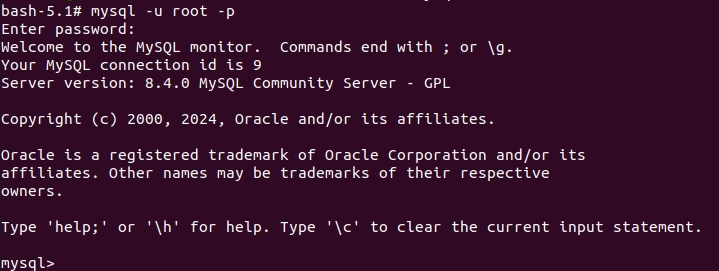 bash-5.1# mysql -u root -p
Enter password:
Welcome to the MySQL monitor.  Commands end with ; or \g.
Your MySQL connection id is 9
Server version: 8.4.0 MySQL Community Server - GPL

Copyright (c) 2000, 2024, Oracle and/or its affiliates.

Oracle is a registered trademark of Oracle Corporation and/or its
affiliates. Other names may be trademarks of their respective
owners.

Type 'help;' or '\h' for help. Type '\c' to clear the current input statement.

mysql>